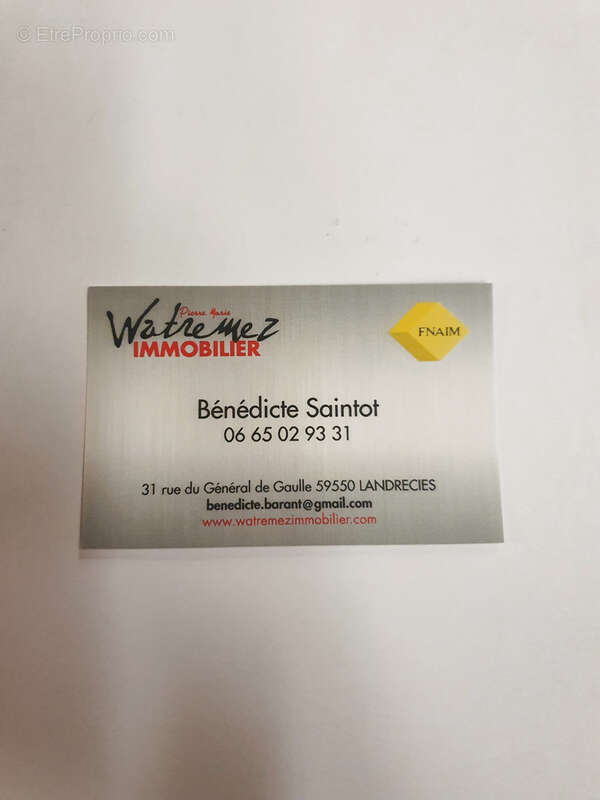 © EtreProprio.com
Pierre Marie
Watremez
IMMOBILIER
FNAIM
Bénédicte Saintot
06 65 02 93 31
31 rue du Général de Gaulle 59550 LANDRECIES
benedicte.barant@gmail.com
www.watremezimmobilier.com